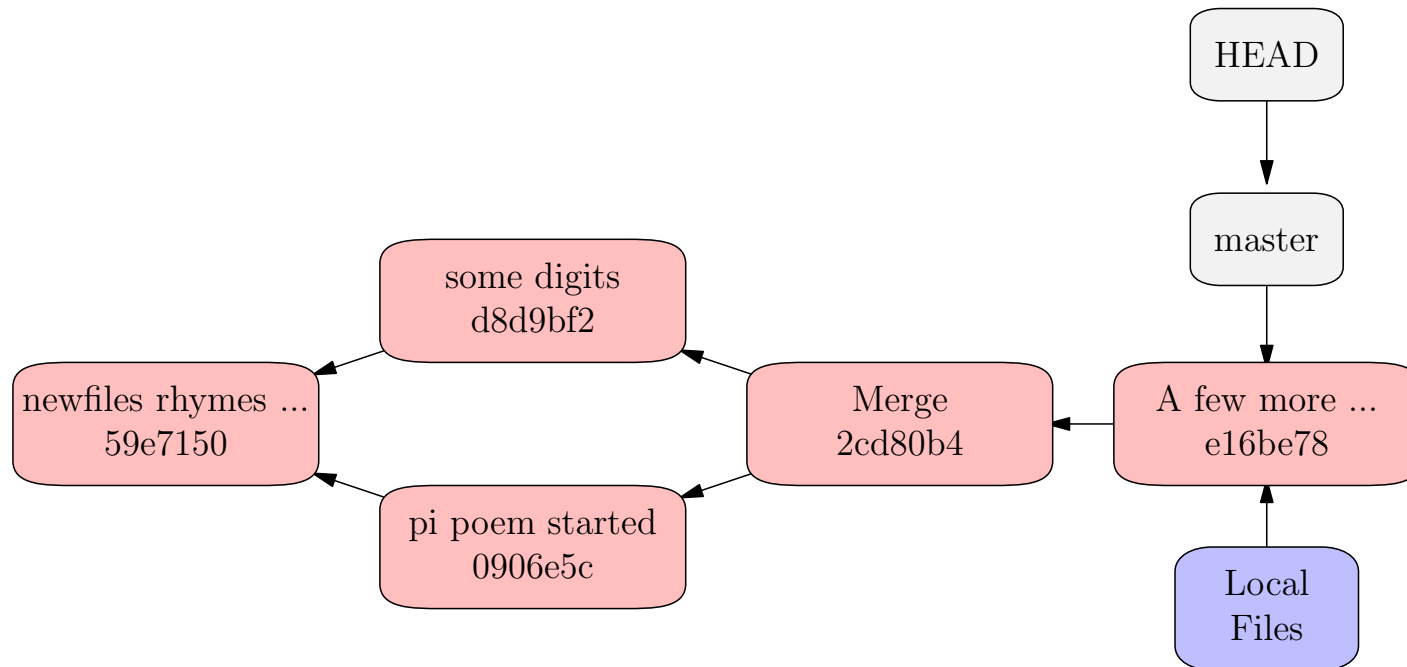 HEAD
master
some digits
d8d9bf2
newfiles rhymes ...
59e7150
Merge
2cd80b4
A few more ...
e16be78
pi poem started
0906e5c
Local
Files